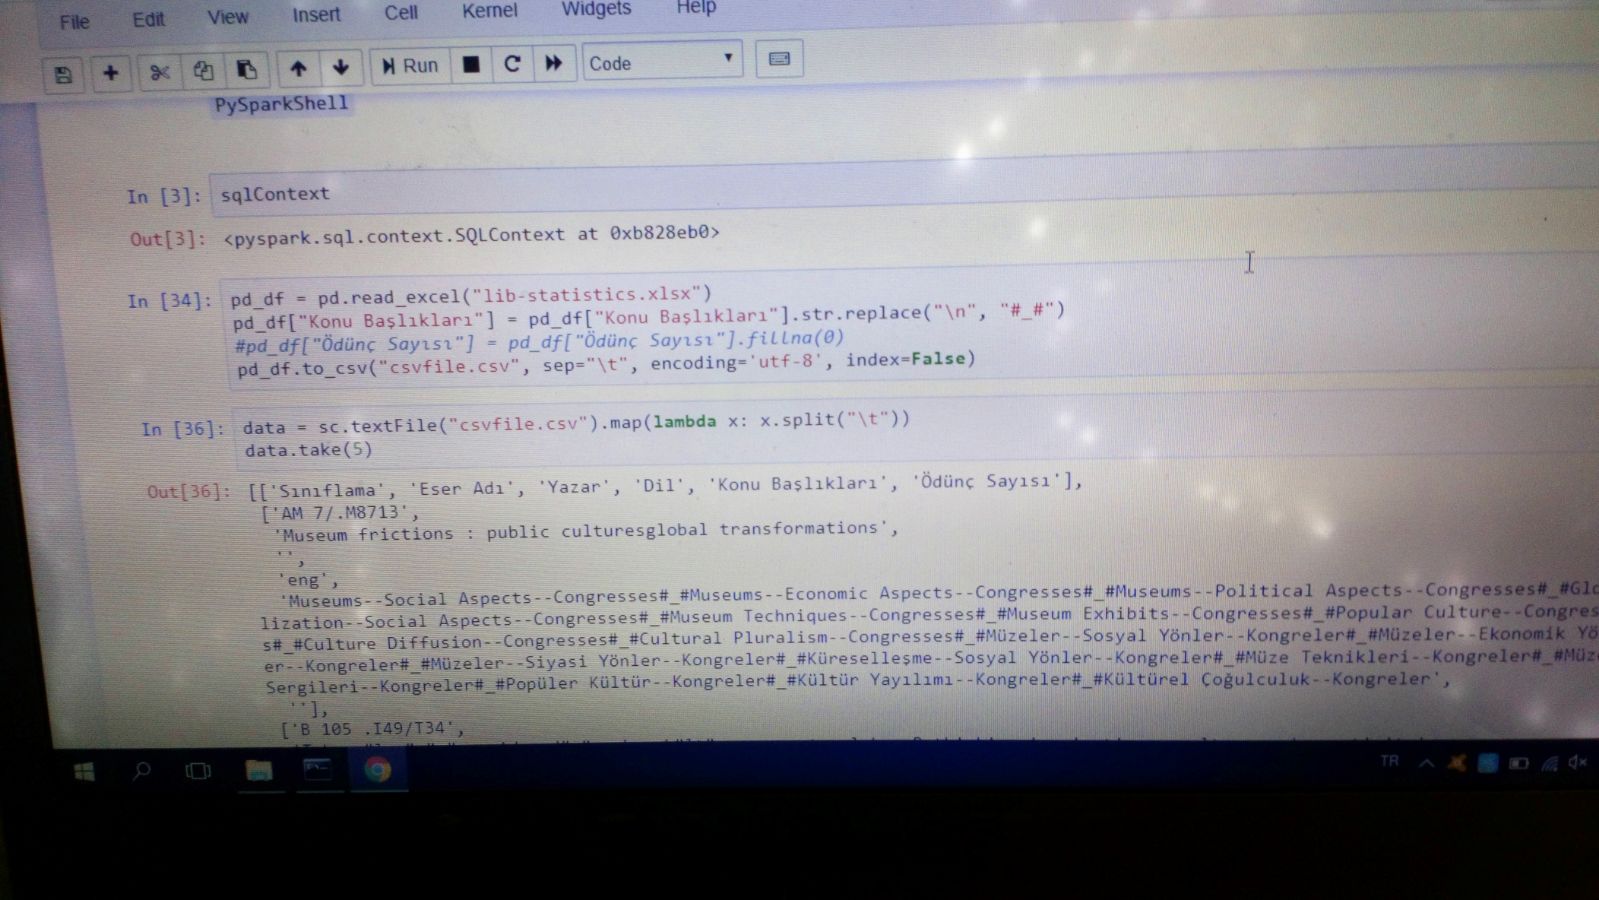 File Edit View Insert Cell Kernel Widgets Help
Run Code
PySparkShell
In [3]: sqlContext
Out[3]: <pyspark.sql.context.SQLContext at 0xb828eb0>
In [34]: pd_df = pd.read_excel("lib-statistics.xlsx")
pd_df["Konu Başlıkları"] = pd_df["Konu Başlıkları"].str.replace("\n", "#_#")
#pd_df["Ödünç Sayısı"] = pd_df["Ödünç Sayısı"].fillna(0)
pd_df.to_csv("csvfile.csv", sep="\t", encoding='utf-8', index=False)
In [36]: data = sc.textFile("csvfile.csv").map(lambda x: x.split("\t"))
data.take(5)
Out[36]: [['Sınıflama', 'Eser Adı', 'Yazar', 'Dil', 'Konu Başlıkları', 'Ödünç Sayısı'],
['AM 7/.M8713',
'Museum frictions : public culturesglobal transformations',
'',
'eng',
'Museums--Social Aspects--Congresses#_#Museums--Economic Aspects--Congresses#_#Museums--Political Aspects--Congresses#_#Glo
lization--Social Aspects--Congresses#_#Museum Techniques--Congresses#_#Museum Exhibits--Congresses#_#Popular Culture--Congres
s#_#Culture Diffusion--Congresses#_#Cultural Pluralism--Congresses#_#Müzeler--Sosyal Yönler--Kongreler#_#Müzeler--Ekonomik Yö
er--Kongreler#_#Müzeler--Siyasi Yönler--Kongreler#_#Küreselleşme--Sosyal Yönler--Kongreler#_#Müze Teknikleri--Kongreler#_#Müz
Sergileri--Kongreler#_#Popüler Kültür--Kongreler#_#Kültür Yayılımı--Kongreler#_#Kültürel Çoğulculuk--Kongreler',
''],
['B 105 .I49/T34',
TR